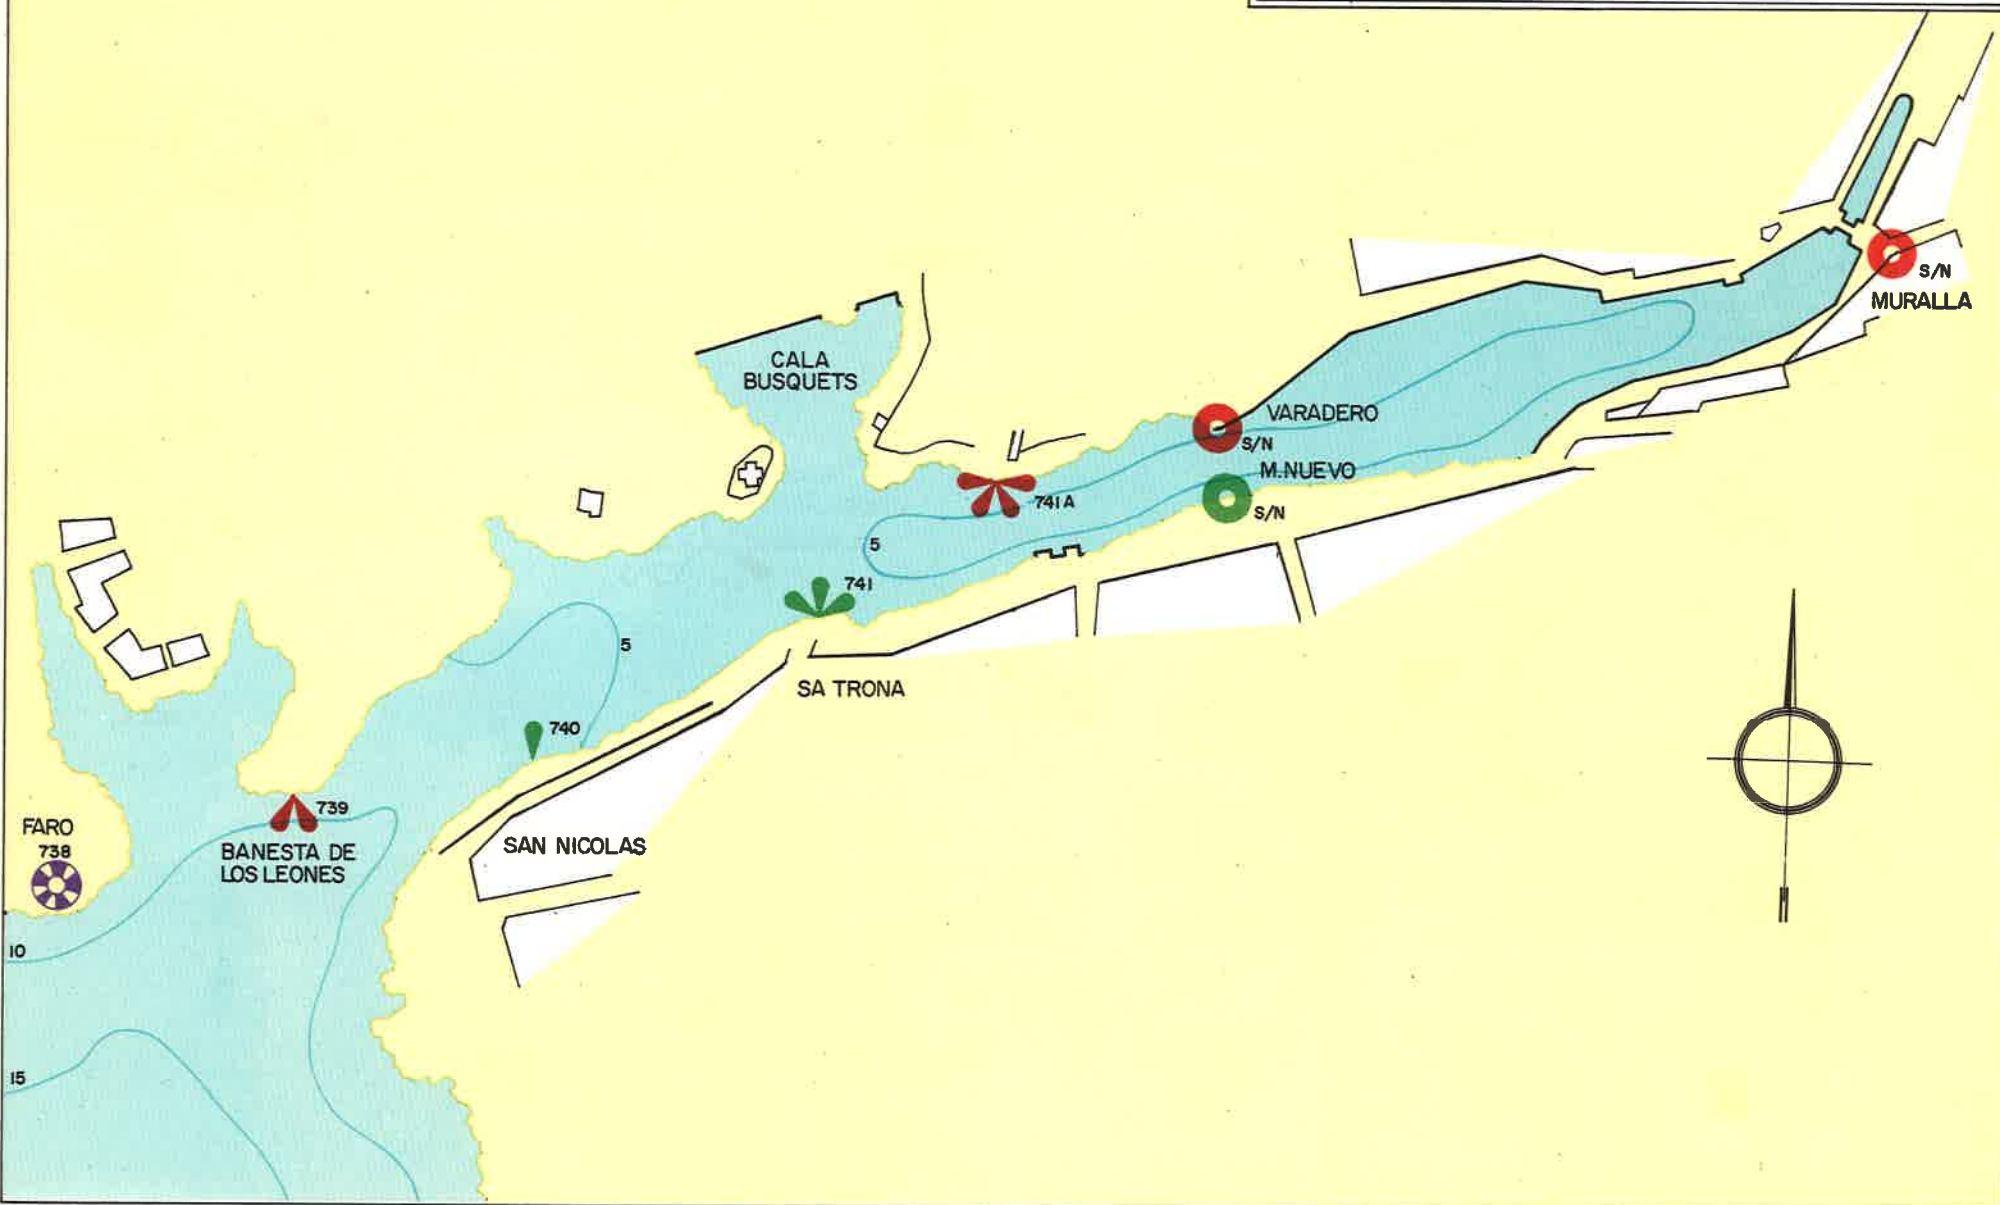 S/N
MURALLA
CALA
BUSQUETS
VARADERO
S/N
M.NUEVO
S/N
741 A
5
741
5
SA TRONA
740
739
FARO
738
BANESTA DE
LOS LEONES
SAN NICOLAS
10
15